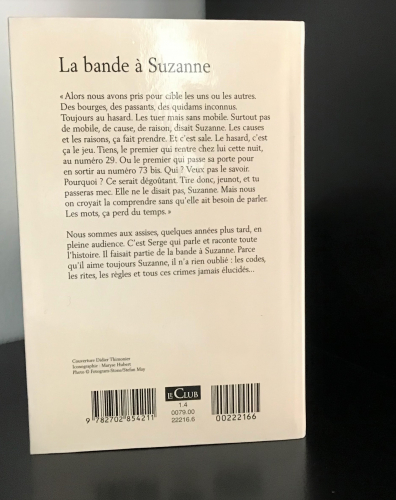 La bande à Suzanne
« Alors nous avons pris pour cible les uns ou les autres.
Des bourges, des passants, des quidams inconnus.
Toujours au hasard. Les tuer mais sans mobile. Surtout pas
de mobile, de cause, de raison, disait Suzanne. Les causes
et les raisons, ça fait prendre. Et c'est sale. Le hasard, c'est
ça le jeu. Tiens, le premier qui rentre chez lui cette nuit,
au numéro 29. Ou le premier qui passe sa porte pour
en sortir au numéro 73 bis. Qui ? Veux pas le savoir.
Pourquoi ? Ce serait dégoûtant. Tire donc, jeunot, et tu
passeras mec. Elle ne le disait pas, Suzanne. Mais nous
on croyait la comprendre sans qu'elle ait besoin de parler.
Les mots, ça perd du temps. »
Nous sommes aux assises, quelques années plus tard, en
pleine audience. C'est Serge qui parle et raconte toute
l'histoire. Il faisait partie de la bande à Suzanne. Parce
qu'il aime toujours Suzanne, il n'a rien oublié : les codes,
les rites, les règles et tous ces crimes jamais élucidés...
Couverture Didier Thimonier
Iconographie : Maryse Hubert
Photo ©
LE CLUB
1.4
0079.00
22216.6
9 782702 854211
00222166